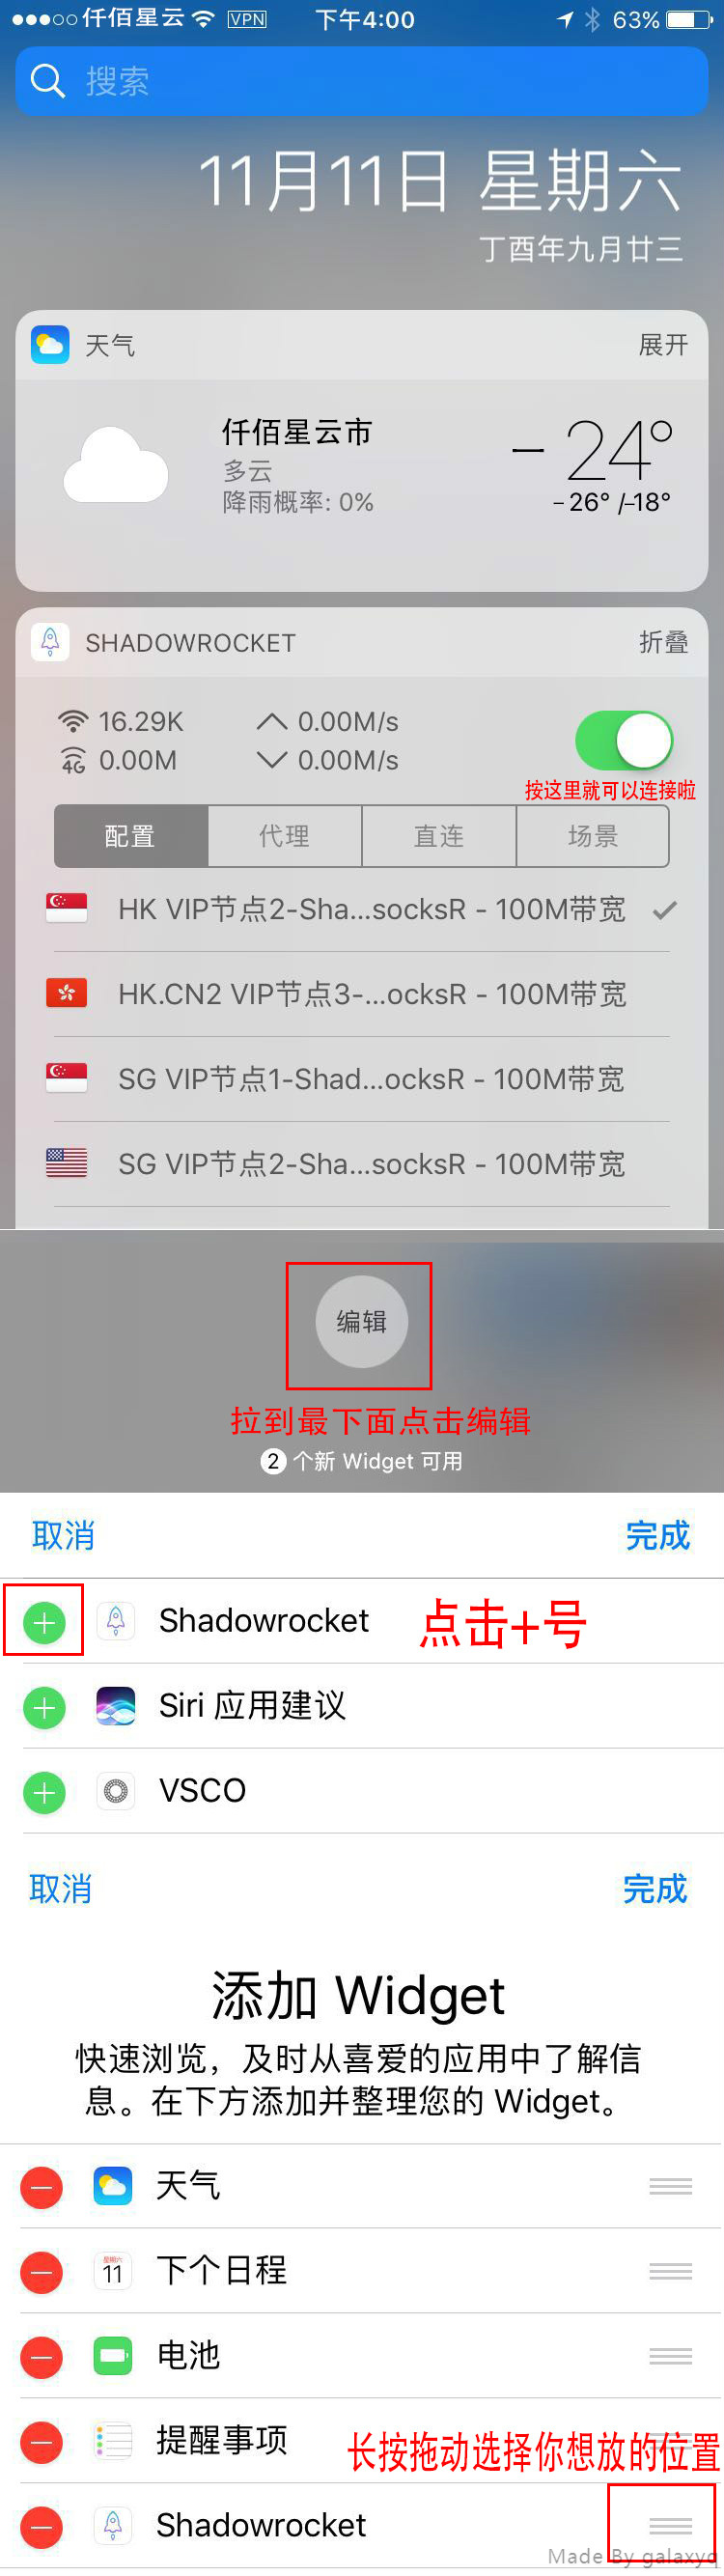 仟佰星云 VPN 下午4:00 63%
搜索
11月11日 星期六
丁酉年九月廿三
天气 展开
仟佰星云市
多云
降雨概率: 0%
- 24°
-26° /-18°
SHADOWROCKET 折叠
16.29K 0.00M/s
4G 0.00M 0.00M/s
按这里就可以连接啦
配置 代理 直连 场景
HK VIP节点2-Sha...socksR - 100M带宽
HK.CN2 VIP节点3-...ocksR - 100M带宽
SG VIP节点1-Shad...ocksR - 100M带宽
SG VIP节点2-Sha...socksR - 100M带宽
编辑
拉到最下面点击编辑
2 个新 Widget 可用
取消 完成
Shadowrocket 点击+号
Siri 应用建议
VSCO
取消 完成
添加 Widget
快速浏览，及时从喜爱的应用中了解信
息。在下方添加并整理您的 Widget。
天气
星期六
11 下个日程
电池
提醒事项
长按拖动选择你想放的位置
Shadowrocket
Made By galaxyq